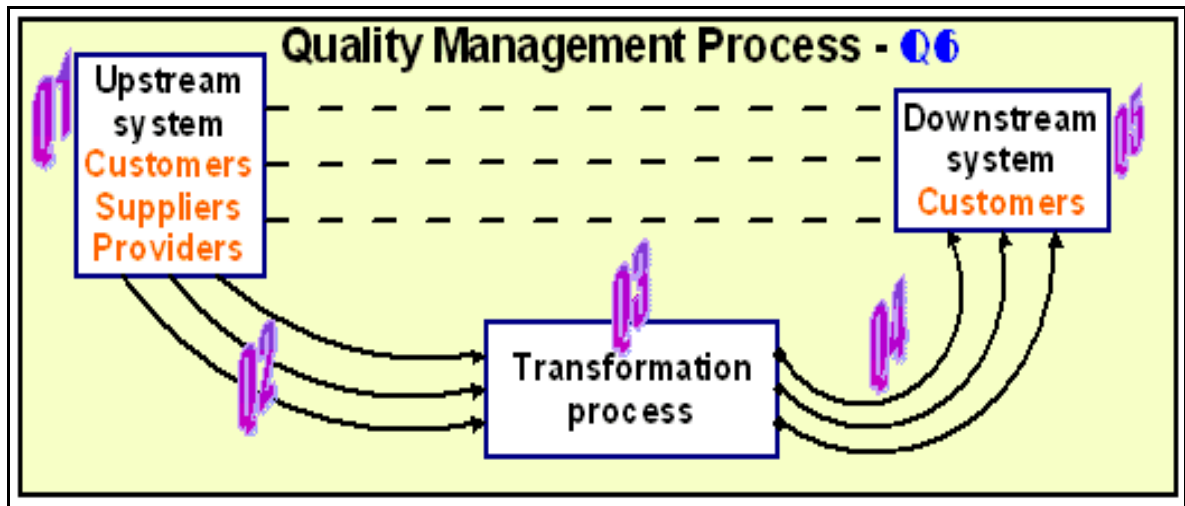 Quality Management Process - Q6
Q1
Upstream
system
Customers
Suppliers
Providers
Downstream
system
Customers
Q5
Q2
Q3
Transformation
process
Q4